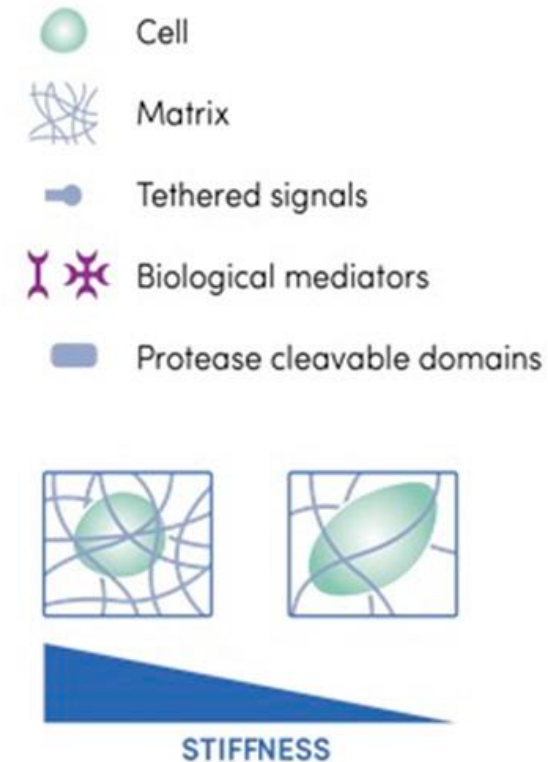 Cell
Matrix
Tethered signals
Biological mediators
Protease cleavable domains
STIFFNESS